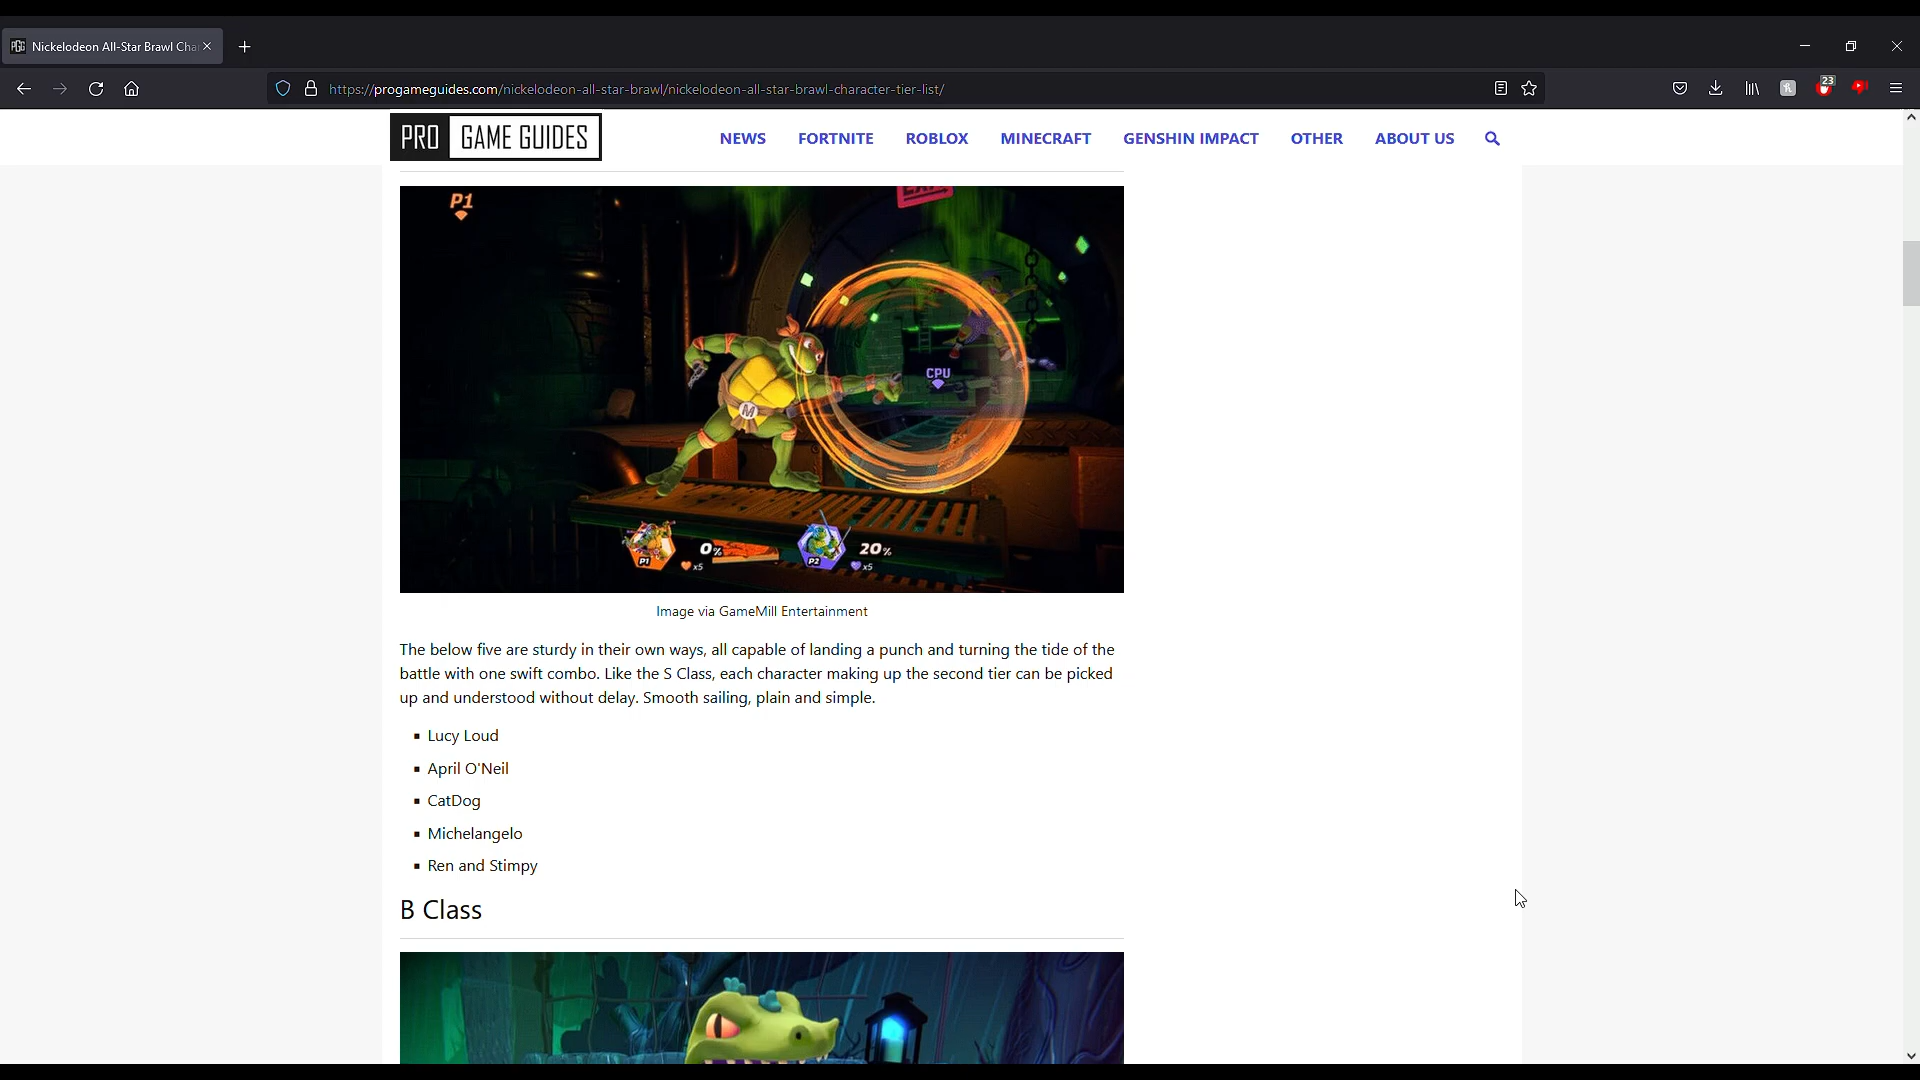 Nickelodeon All-Star Brawl Cha
https://progameguides.com/nickelodeon-all-star-brawl/nickelodeon-all-star-brawl-character-tier-list/
23
PRO GAME GUIDES
NEWS FORTNITE ROBLOX MINECRAFT GENSHIN IMPACT OTHER ABOUT US
P1
CPU
M
0% 20%
P1 x5 P2 x5
Image via GameMill Entertainment
The below five are sturdy in their own ways, all capable of landing a punch and turning the tide of the
battle with one swift combo. Like the S Class, each character making up the second tier can be picked
up and understood without delay. Smooth sailing, plain and simple.
Lucy Loud
April O'Neil
CatDog
Michelangelo
Ren and Stimpy
B Class